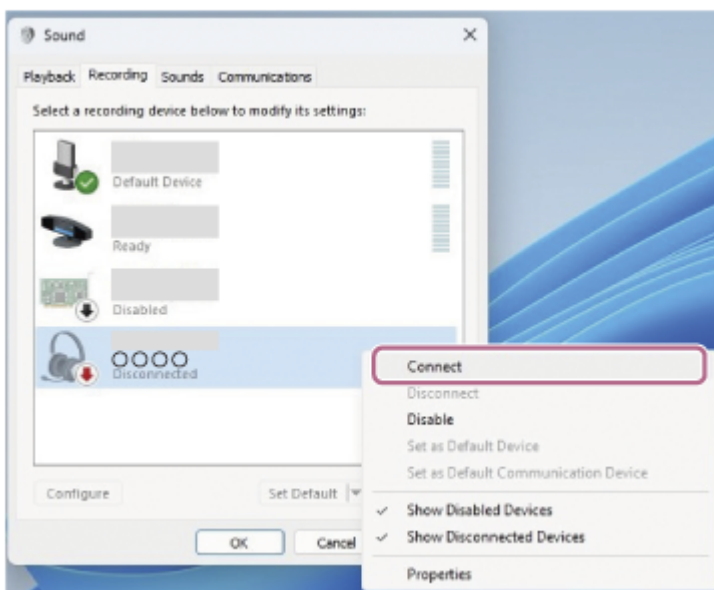 Sound
Playback Recording Sounds Communications
Select a recording device below to modify its settings:
Default Device
Ready
Disabled
OOOO
Disconnected
Connect
Disconnect
Disable
Set as Default Device
Set as Default Communication Device
Show Disabled Devices
Show Disconnected Devices
Properties
Configure Set Default
OK Cancel